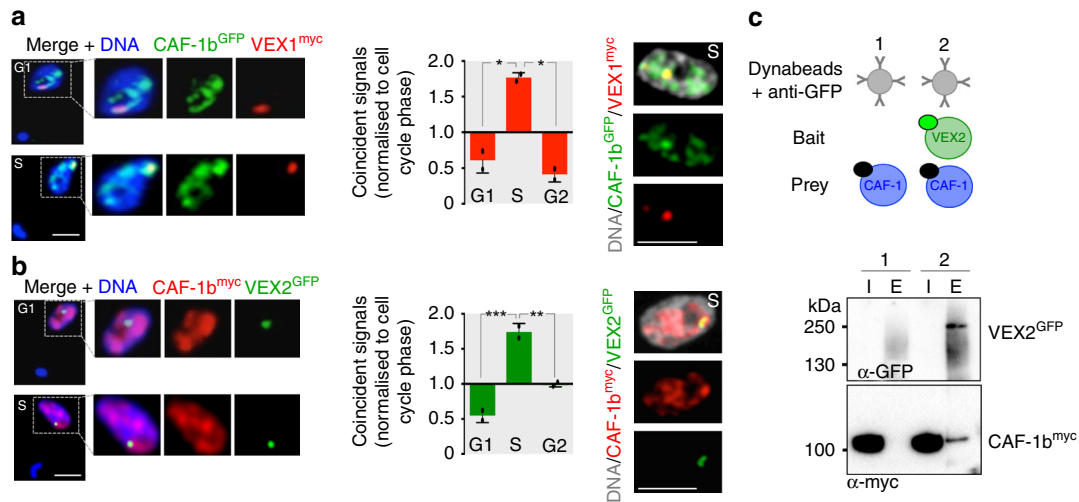 a
Merge + DNA CAF-1b^GFP VEX1^myc
G1
S
Coincident signals
(normalised to cell
cycle phase)
2.0
1.5
1.0
0.5
0
* *
G1 S G2
DNA/CAF-1b^GFP/VEX1^myc
S
b
Merge + DNA CAF-1b^myc VEX2^GFP
G1
S
Coincident signals
(normalised to cell
cycle phase)
2.0
1.5
1.0
0.5
0
*** **
G1 S G2
DNA/CAF-1b^myc/VEX2^GFP
S
c
1 2
Dynabeads
+ anti-GFP
Bait
VEX2
Prey
CAF-1 CAF-1
1 2
I E I E
kDa
250
130
VEX2^GFP
α-GFP
100
CAF-1b^myc
α-myc